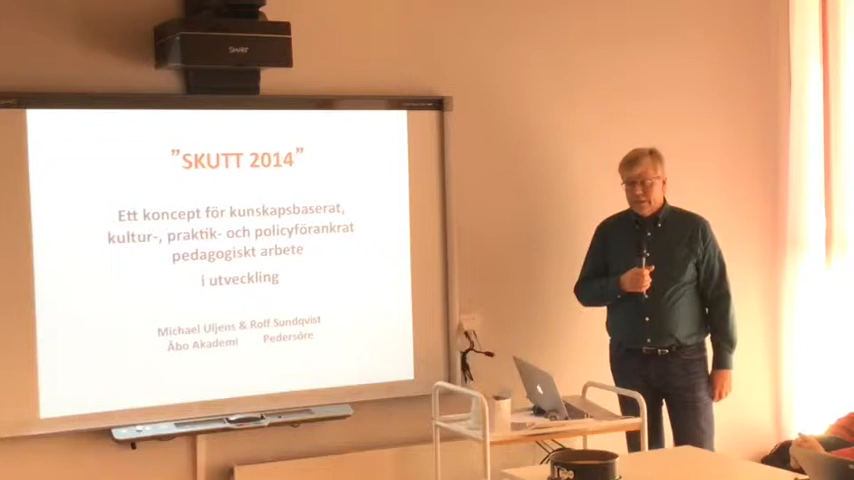 SMART
"SKUTT 2014"
Ett koncept för kunskapsbaserat,
kultur-, praktik- och policyförankrat
pedagogiskt arbete
i utveckling
Michael Uljens & Rolf Sundqvist
Åbo Akademi Pedersöre